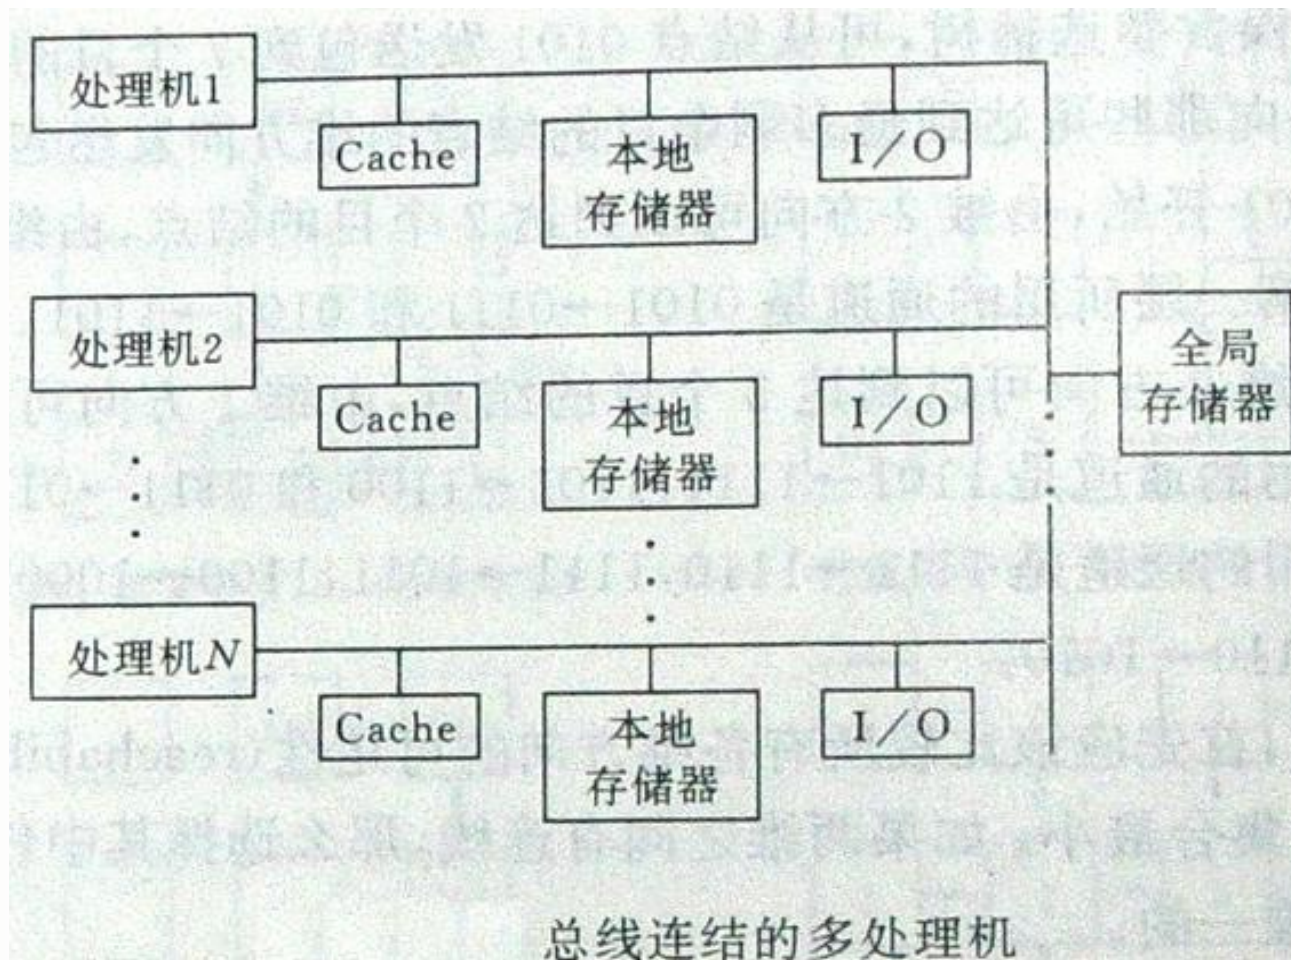 处理机1
Cache
本地
存储器
I/O
处理机2
Cache
本地
存储器
I/O
全局
存储器
处理机N
Cache
本地
存储器
I/O
总线连结的多处理机